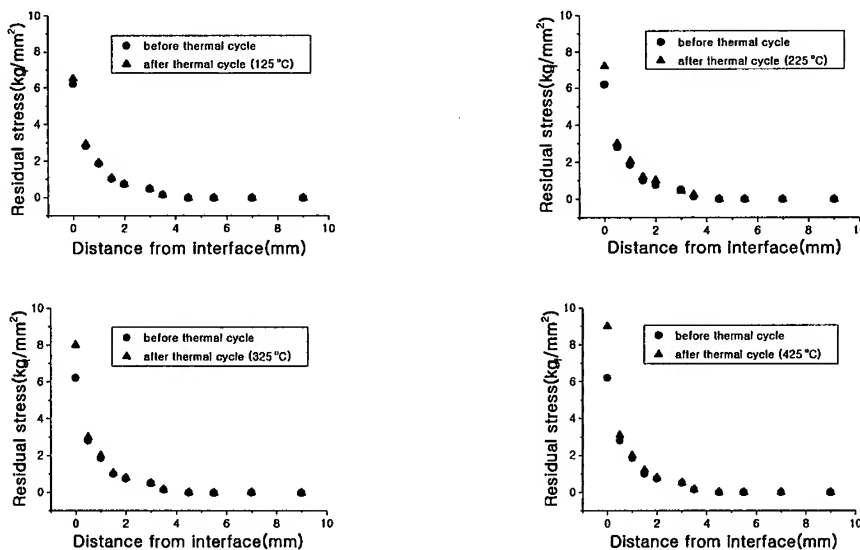 10
8
6
4
2
0
Residual stress(kg/mm²)
before thermal cycle
after thermal cycle (125 °C)
0 2 4 6 8 10
Distance from interface(mm)
10
8
6
4
2
0
Residual stress(kg/mm²)
before thermal cycle
after thermal cycle (225 °C)
0 2 4 6 8 10
Distance from Interface(mm)
10
8
6
4
2
0
Residual stress(kg/mm²)
before thermal cycle
after thermal cycle (325 °C)
0 2 4 6 8 10
Distance from interface(mm)
10
8
6
4
2
0
Residual stress(kg/mm²)
before thermal cycle
after thermal cycle (425 °C)
0 2 4 6 8 10
Distance from interface(mm)